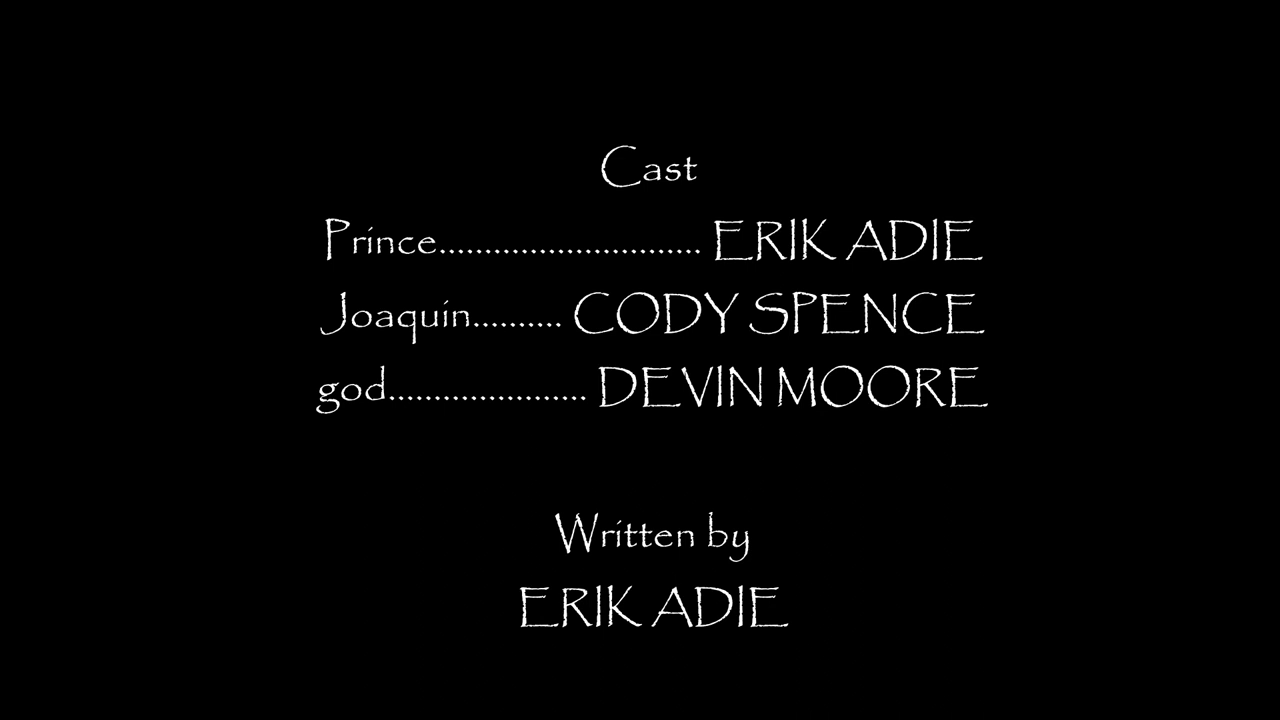 Cast
Prince............................. ERIK ADIE
Joaquin.......... CODY SPENCE
god...................... DEVIN MOORE
Written by
ERIK ADIE